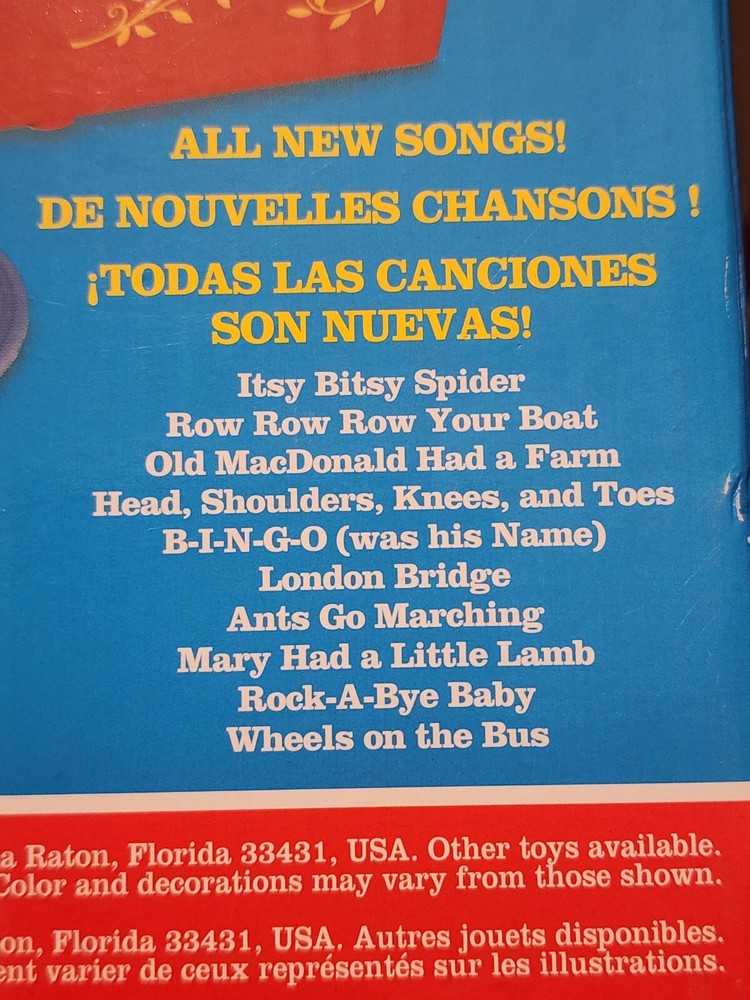 ALL NEW SONGS!
DE NOUVELLES CHANSONS !
¡TODAS LAS CANCIONES
SON NUEVAS!
Itsy Bitsy Spider
Row Row Row Your Boat
Old MacDonald Had a Farm
Head, Shoulders, Knees, and Toes
B-I-N-G-O (was his Name)
London Bridge
Ants Go Marching
Mary Had a Little Lamb
Rock-A-Bye Baby
Wheels on the Bus
a Raton, Florida 33431, USA. Other toys available.
Color and decorations may vary from those shown.
on, Florida 33431, USA. Autres jouets disponibles.
ent varier de ceux représentés sur les illustrations.